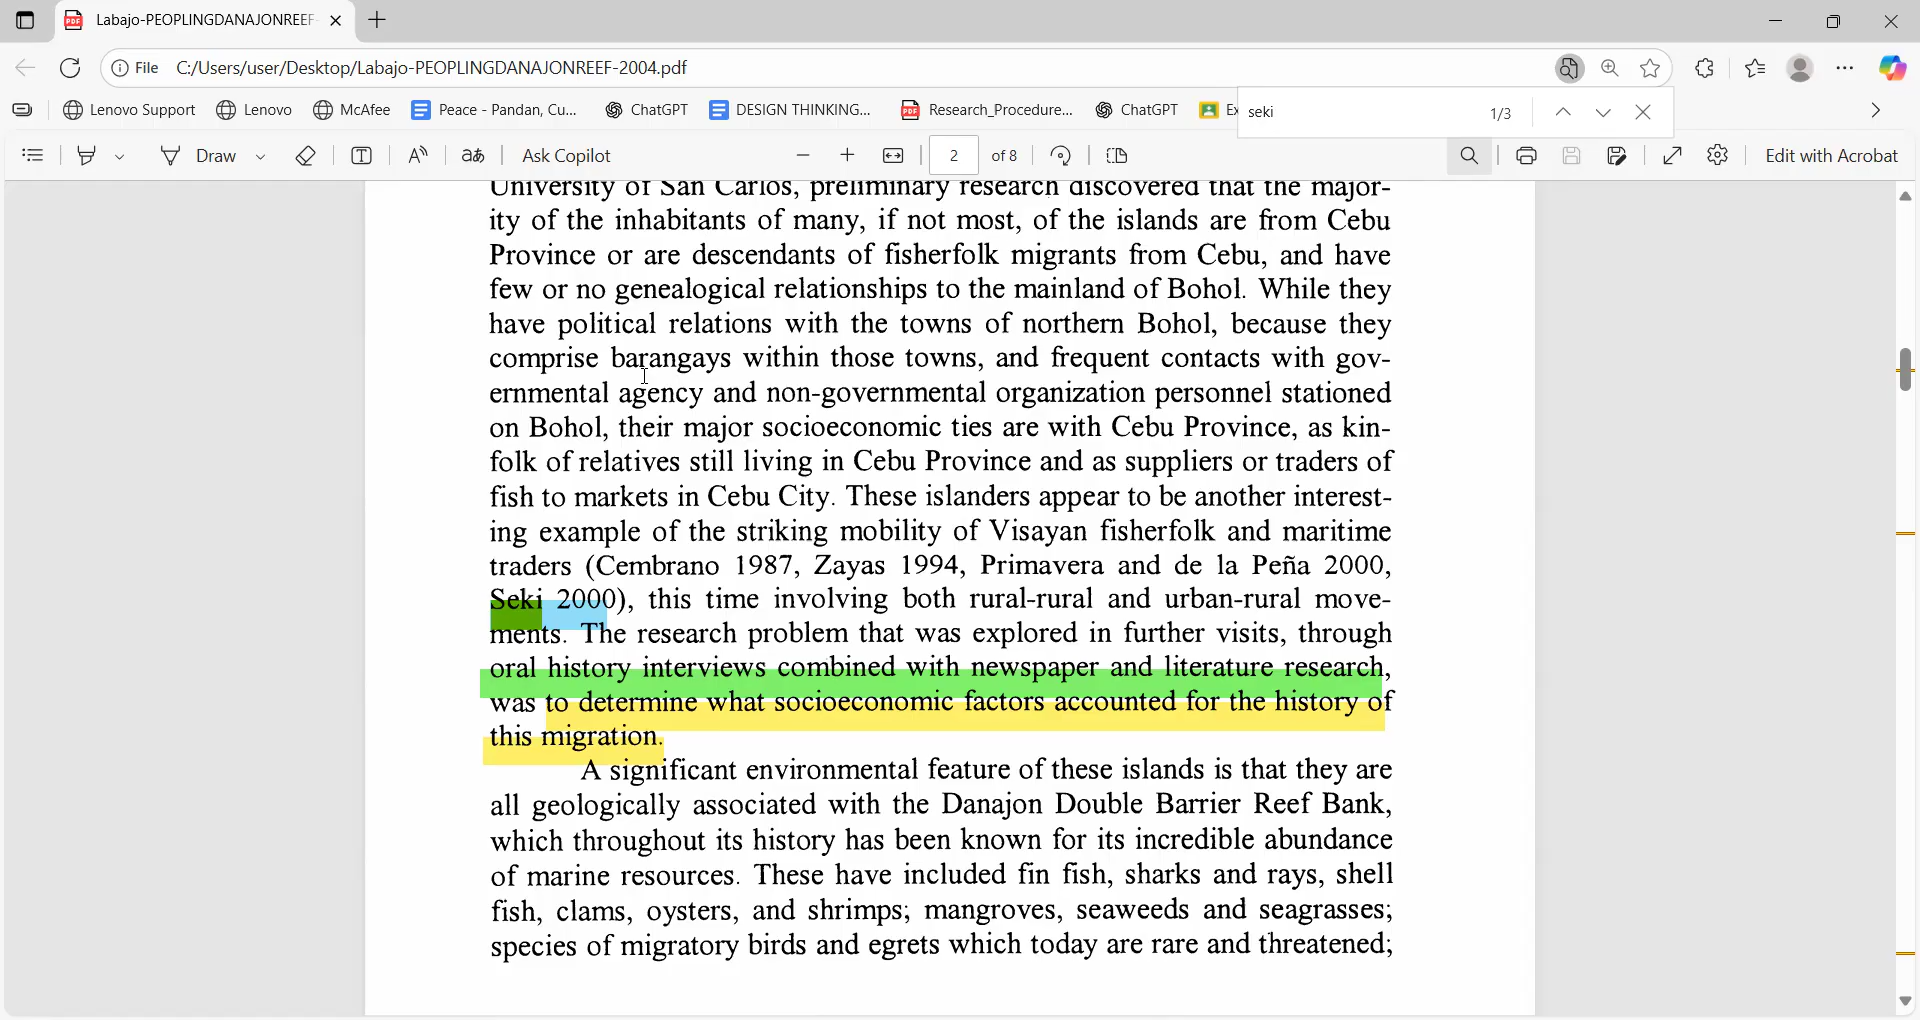 Labajo-PEOPLINGDANAJONREEF-
File C:/Users/user/Desktop/Labajo-PEOPLINGDANAJONREEF-2004.pdf
Lenovo Support Lenovo McAfee Peace - Pandan, Cu... ChatGPT DESIGN THINKING... Research_Procedure... ChatGPT Ex
seki 1/3
Draw Ask Copilot 2 of 8 Edit with Acrobat
University of San Carlos, preliminary research discovered that the major-
ity of the inhabitants of many, if not most, of the islands are from Cebu
Province or are descendants of fisherfolk migrants from Cebu, and have
few or no genealogical relationships to the mainland of Bohol. While they
have political relations with the towns of northern Bohol, because they
comprise barangays within those towns, and frequent contacts with gov-
ernmental agency and non-governmental organization personnel stationed
on Bohol, their major socioeconomic ties are with Cebu Province, as kin-
folk of relatives still living in Cebu Province and as suppliers or traders of
fish to markets in Cebu City. These islanders appear to be another interest-
ing example of the striking mobility of Visayan fisherfolk and maritime
traders (Cembrano 1987, Zayas 1994, Primavera and de la Peña 2000,
Seki 2000), this time involving both rural-rural and urban-rural move-
ments. The research problem that was explored in further visits, through
oral history interviews combined with newspaper and literature research,
was to determine what socioeconomic factors accounted for the history of
this migration.
A significant environmental feature of these islands is that they are
all geologically associated with the Danajon Double Barrier Reef Bank,
which throughout its history has been known for its incredible abundance
of marine resources. These have included fin fish, sharks and rays, shell
fish, clams, oysters, and shrimps; mangroves, seaweeds and seagrasses;
species of migratory birds and egrets which today are rare and threatened;